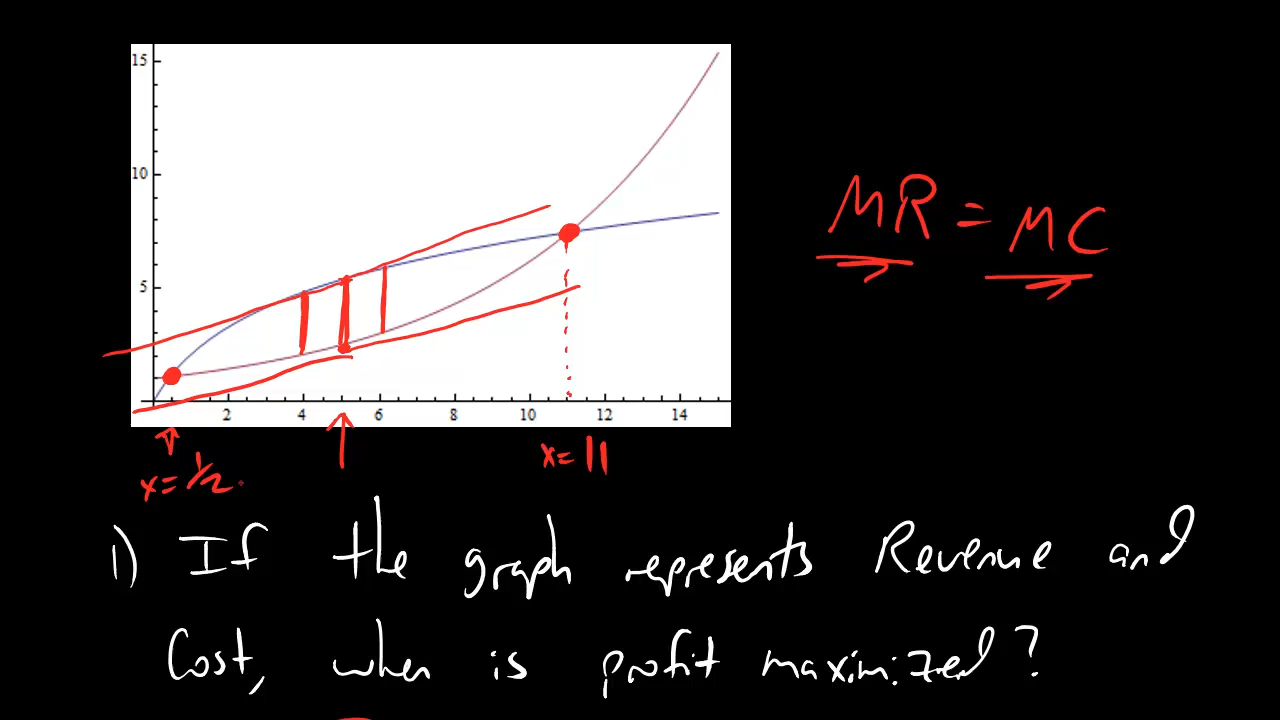 15
10
5
2 4 6 8 10 12 14
MR = MC
x = 1/2
x = 11
1) If the graph represents Revenue and
Cost, when is profit maximized?